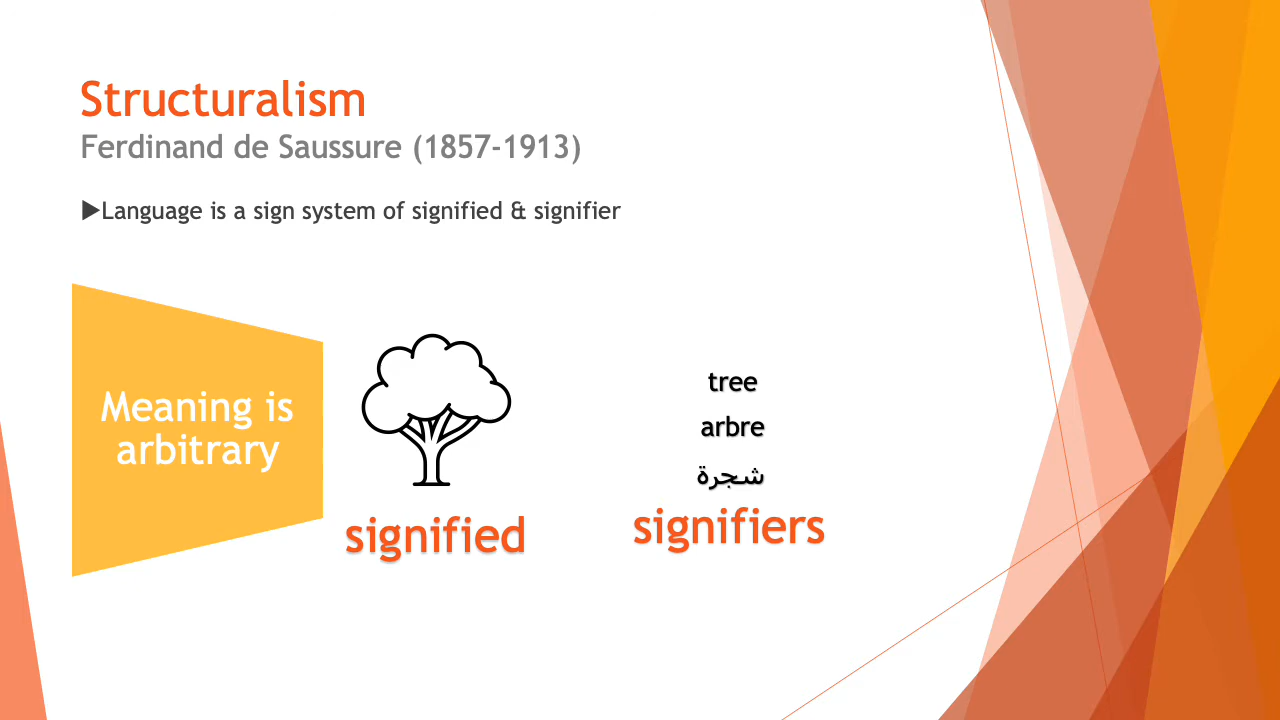 Structuralism
Ferdinand de Saussure (1857-1913)
▶Language is a sign system of signified & signifier
Meaning is
arbitrary
signified
tree
arbre
شجرة
signifiers